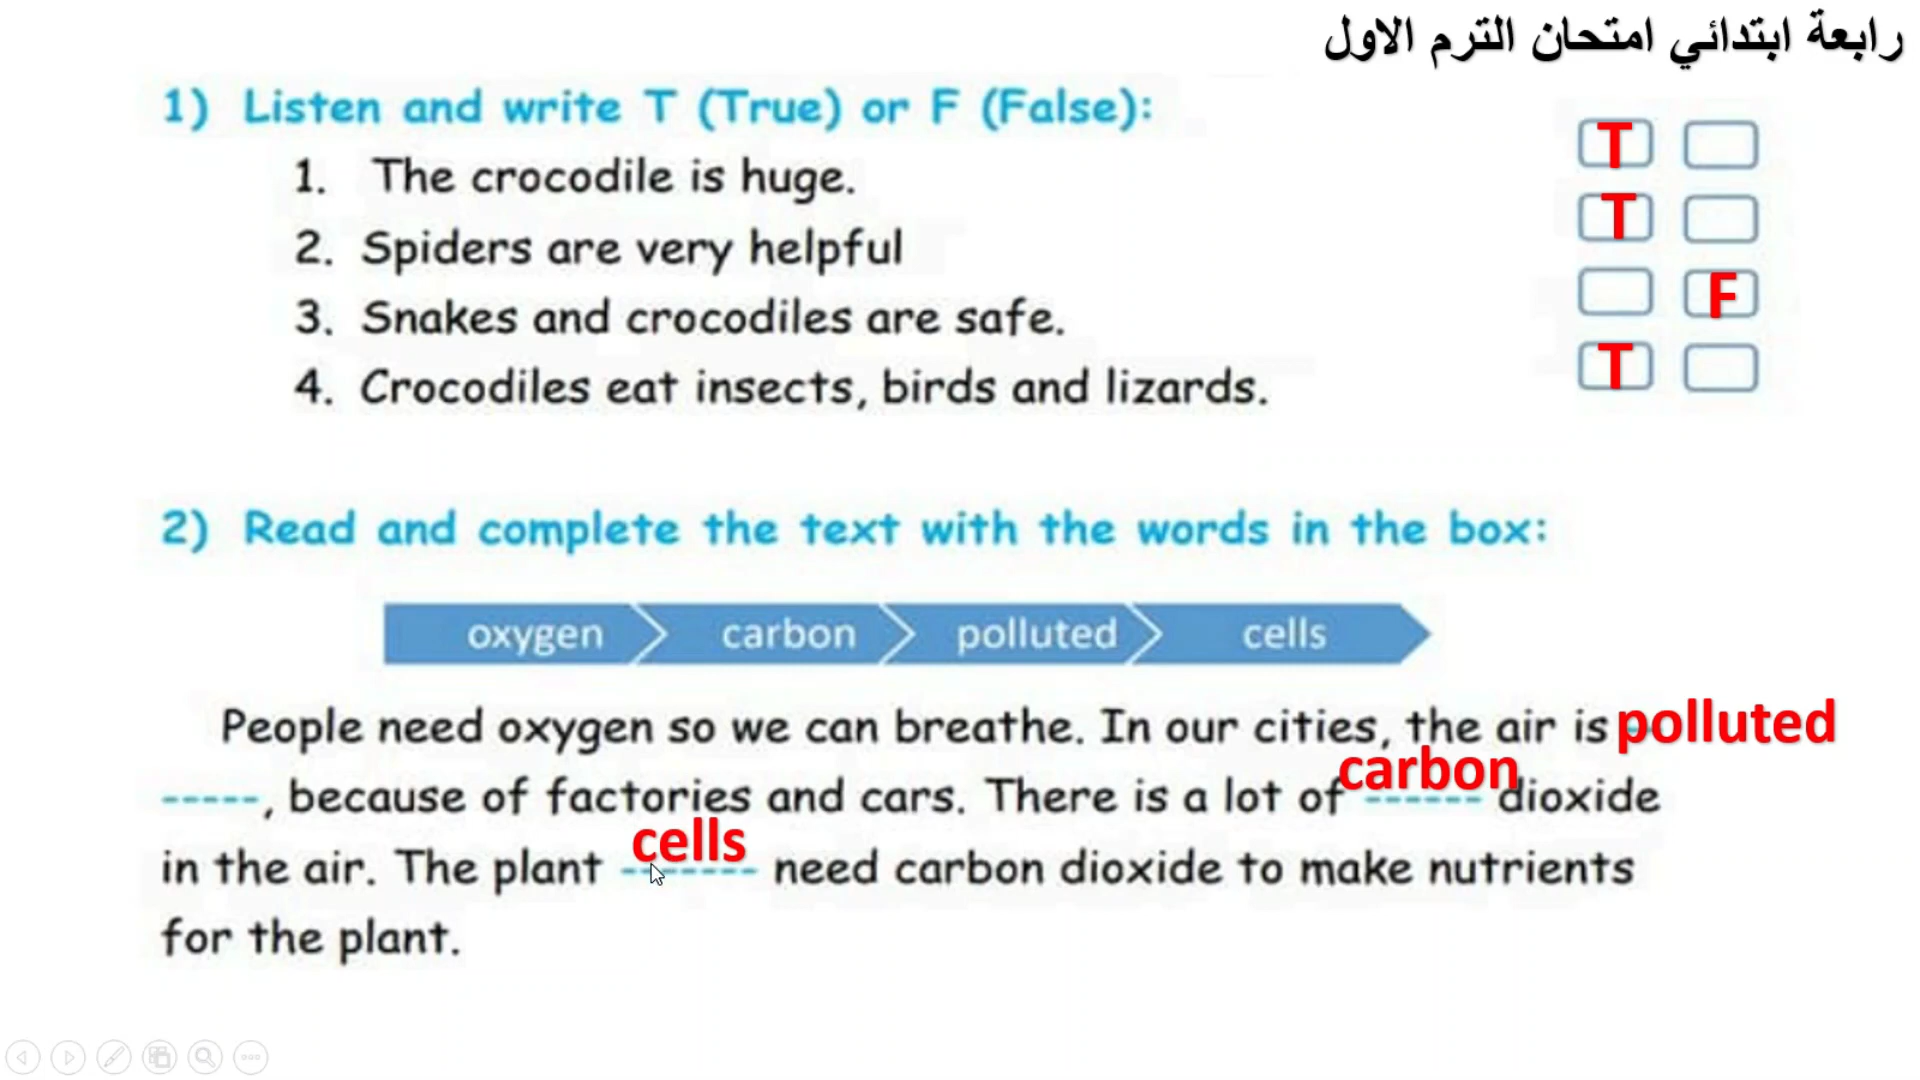 رابعة ابتدائي امتحان الترم الاول
1) Listen and write T (True) or F (False):
1. The crocodile is huge. T
2. Spiders are very helpful T
3. Snakes and crocodiles are safe. F
4. Crocodiles eat insects, birds and lizards. T
2) Read and complete the text with the words in the box:
oxygen carbon polluted cells
People need oxygen so we can breathe. In our cities, the air is polluted
-----, because of factories and cars. There is a lot of carbon ------ dioxide
in the air. The plant cells -------- need carbon dioxide to make nutrients
for the plant.